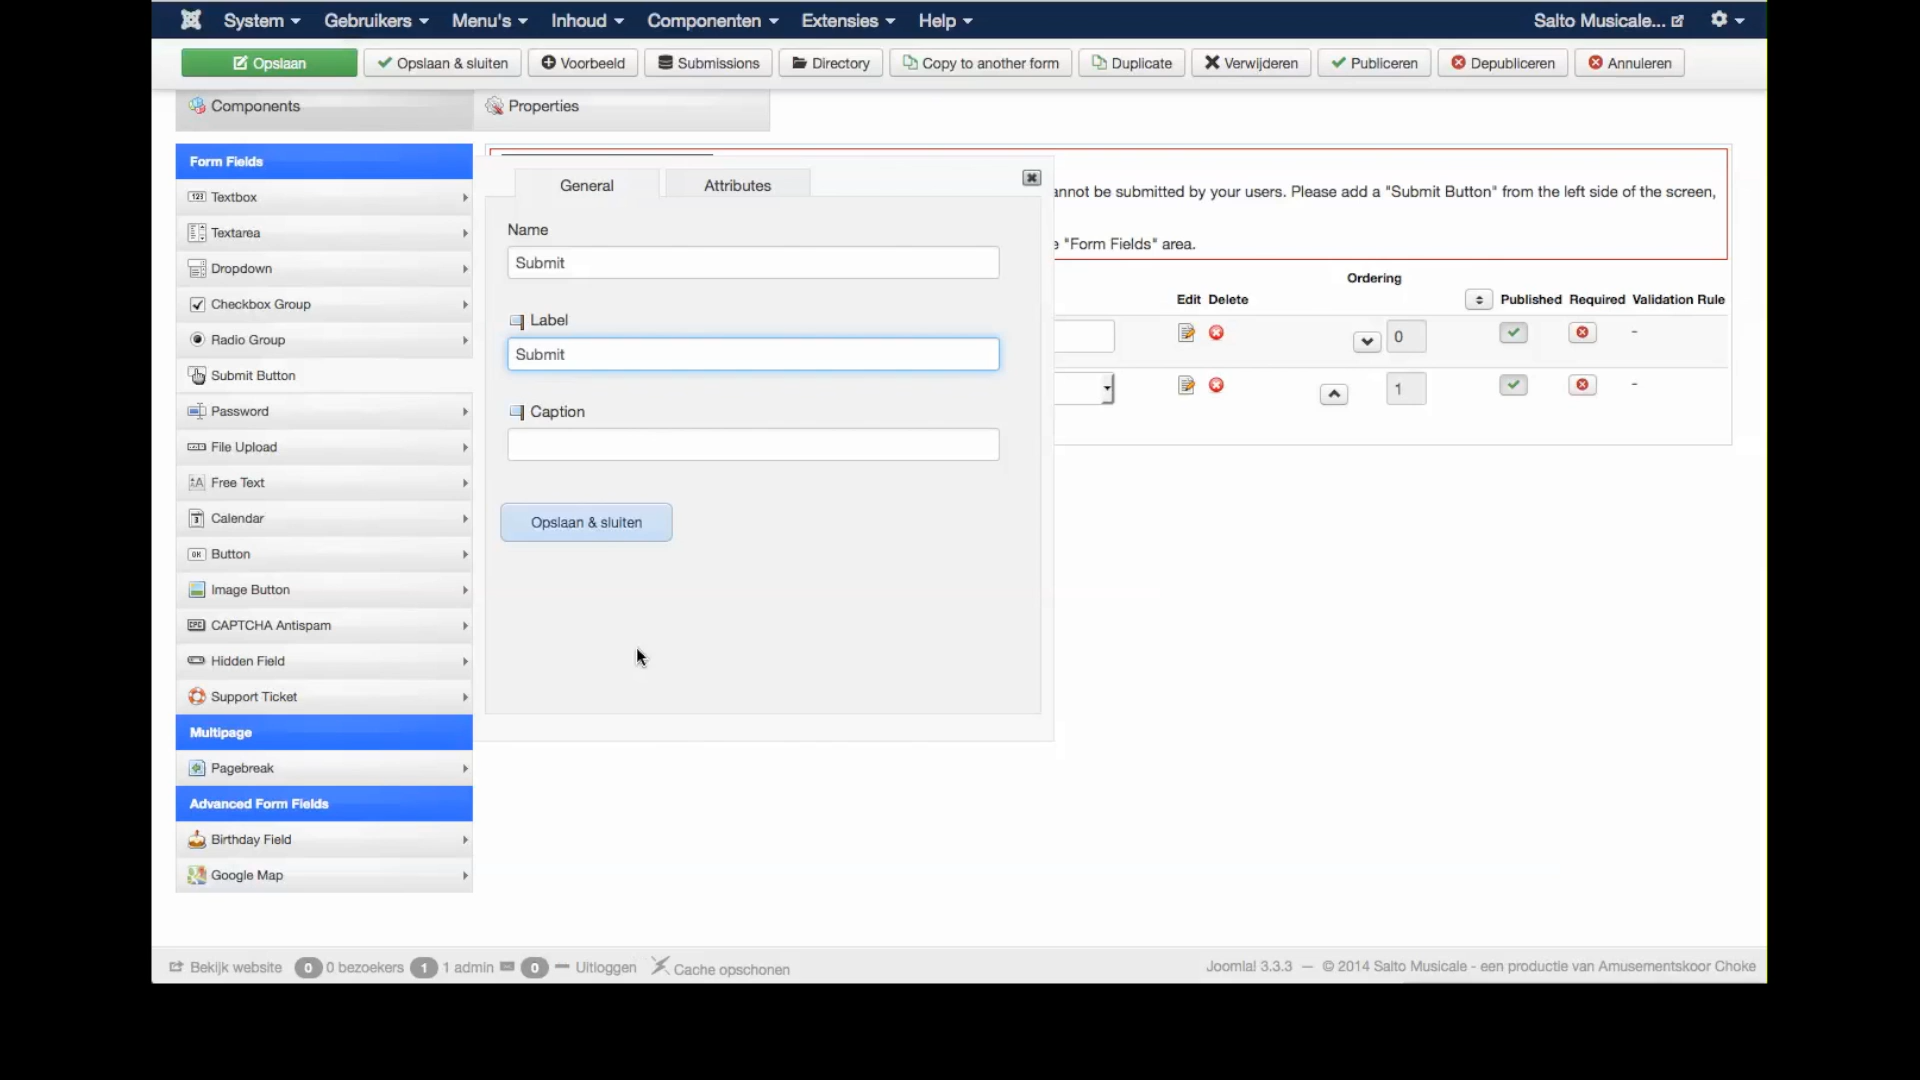 System Gebruikers Menu's Inhoud Componenten Extensies Help Salto Musicale...
Opslaan Opslaan & sluiten Voorbeeld Submissions Directory Copy to another form Duplicate Verwijderen Publiceren Depubliceren Annuleren
Components Properties
Form Fields
Textbox
Textarea
Dropdown
Checkbox Group
Radio Group
Submit Button
Password
File Upload
Free Text
Calendar
Button
Image Button
CAPTCHA Antispam
Hidden Field
Support Ticket
Multipage
Pagebreak
Advanced Form Fields
Birthday Field
Google Map
General Attributes
Name
Submit
Label
Submit
Caption
Opslaan & sluiten
annot be submitted by your users. Please add a "Submit Button" from the left side of the screen,
e "Form Fields" area.
Ordering
Edit Delete Published Required Validation Rule
0 -
1 -
Bekijk website 0 0 bezoekers 1 1 admin 0 Uitloggen Cache opschonen
Joomla! 3.3.3 — © 2014 Salto Musicale - een productie van Amusementskoor Choke